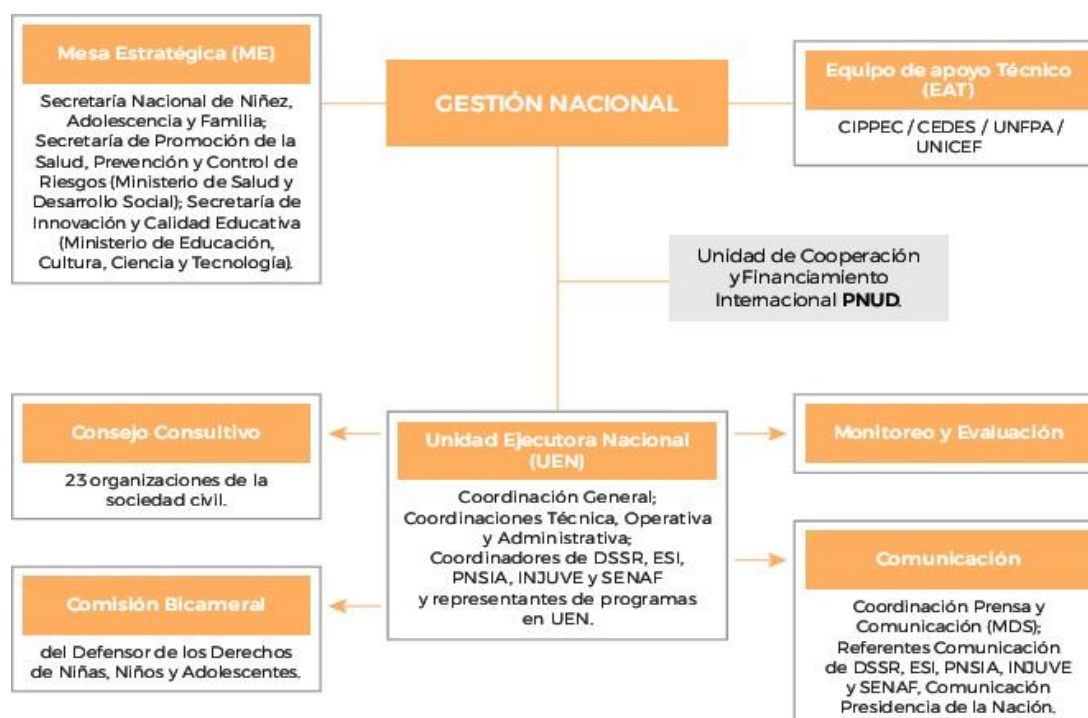 Mesa Estratégica (ME)
Secretaría Nacional de Niñez,
Adolescencia y Familia;
Secretaría de Promoción de la
Salud, Prevención y Control de
Riesgos (Ministerio de Salud y
Desarrollo Social); Secretaría de
Innovación y Calidad Educativa
(Ministerio de Educación,
Cultura, Ciencia y Tecnología).
GESTIÓN NACIONAL
Equipo de apoyo Técnico
(EAT)
CIPPEC / CEDES / UNFPA /
UNICEF
Unidad de Cooperación
y Financiamiento
Internacional PNUD.
Consejo Consultivo
23 organizaciones de la
sociedad civil.
Unidad Ejecutora Nacional
(UEN)
Coordinación General;
Coordinaciones Técnica, Operativa
y Administrativa;
Coordinadores de DSSR, ESI,
PNSIA, INJUVE y SENAF
y representantes de programas
en UEN.
Monitoreo y Evaluación
Comisión Bicameral
del Defensor de los Derechos
de Niñas, Niños y Adolescentes.
Comunicación
Coordinación Prensa y
Comunicación (MDS);
Referentes Comunicación
de DSSR, ESI, PNSIA, INJUVE
y SENAF, Comunicación
Presidencia de la Nación.